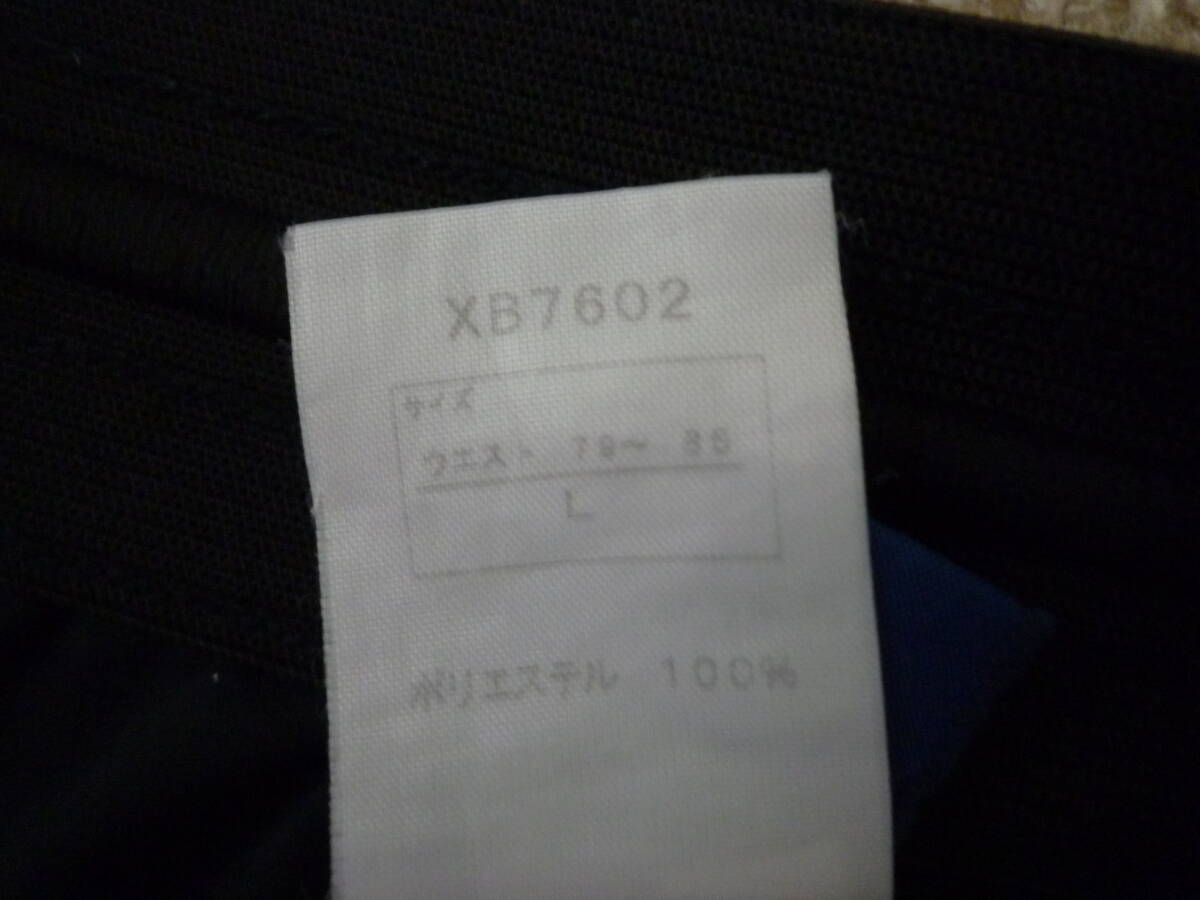 XB7602
サイズ
ウエスト 79～ 85
L
ポリエステル 100%